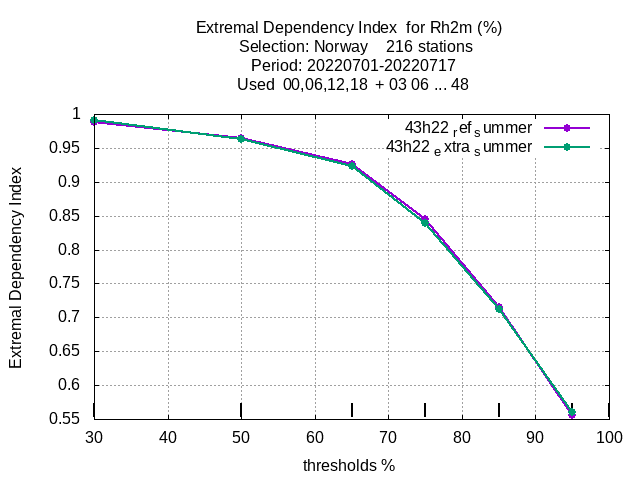 Extremal Dependency Index for Rh2m (%)
Selection: Norway 216 stations
Period: 20220701-20220717
Used 00,06,12,18 + 03 06 ... 48
43h22 ref summer
43h22 extra summer
1
0.95
0.9
0.85
0.8
0.75
0.7
0.65
0.6
0.55
Extremal Dependency Index
30 40 50 60 70 80 90 100
thresholds %